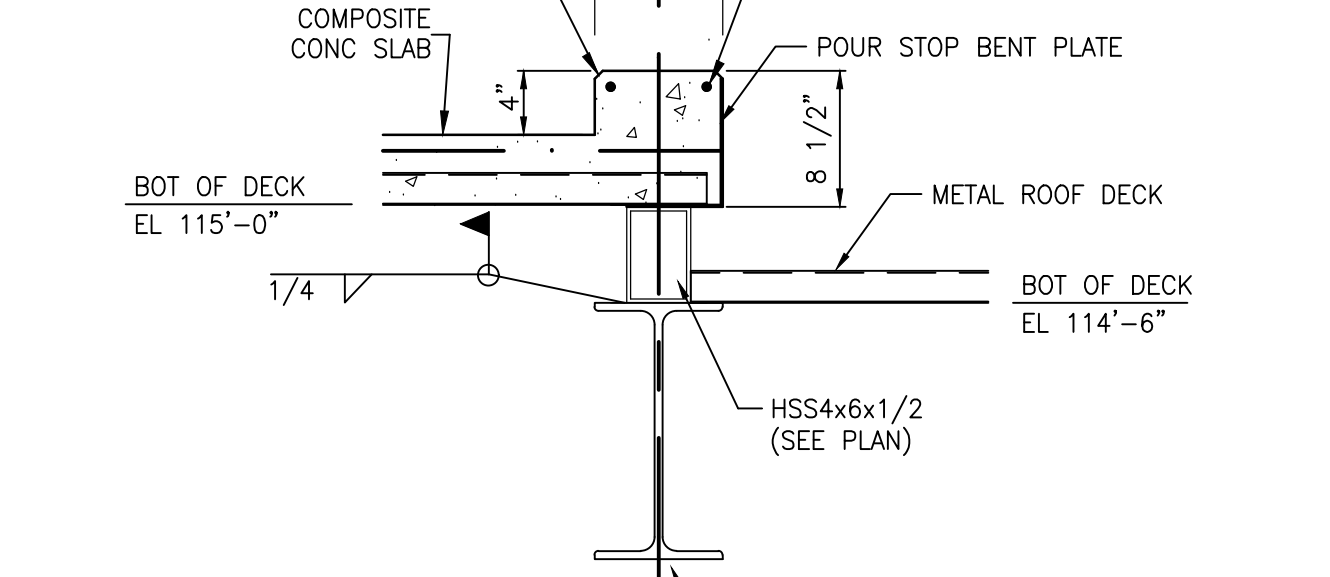 COMPOSITE
CONC SLAB
POUR STOP BENT PLATE
4"
8 1/2"
BOT OF DECK
EL 115'-0"
METAL ROOF DECK
1/4
BOT OF DECK
EL 114'-6"
HSS4x6x1/2
(SEE PLAN)